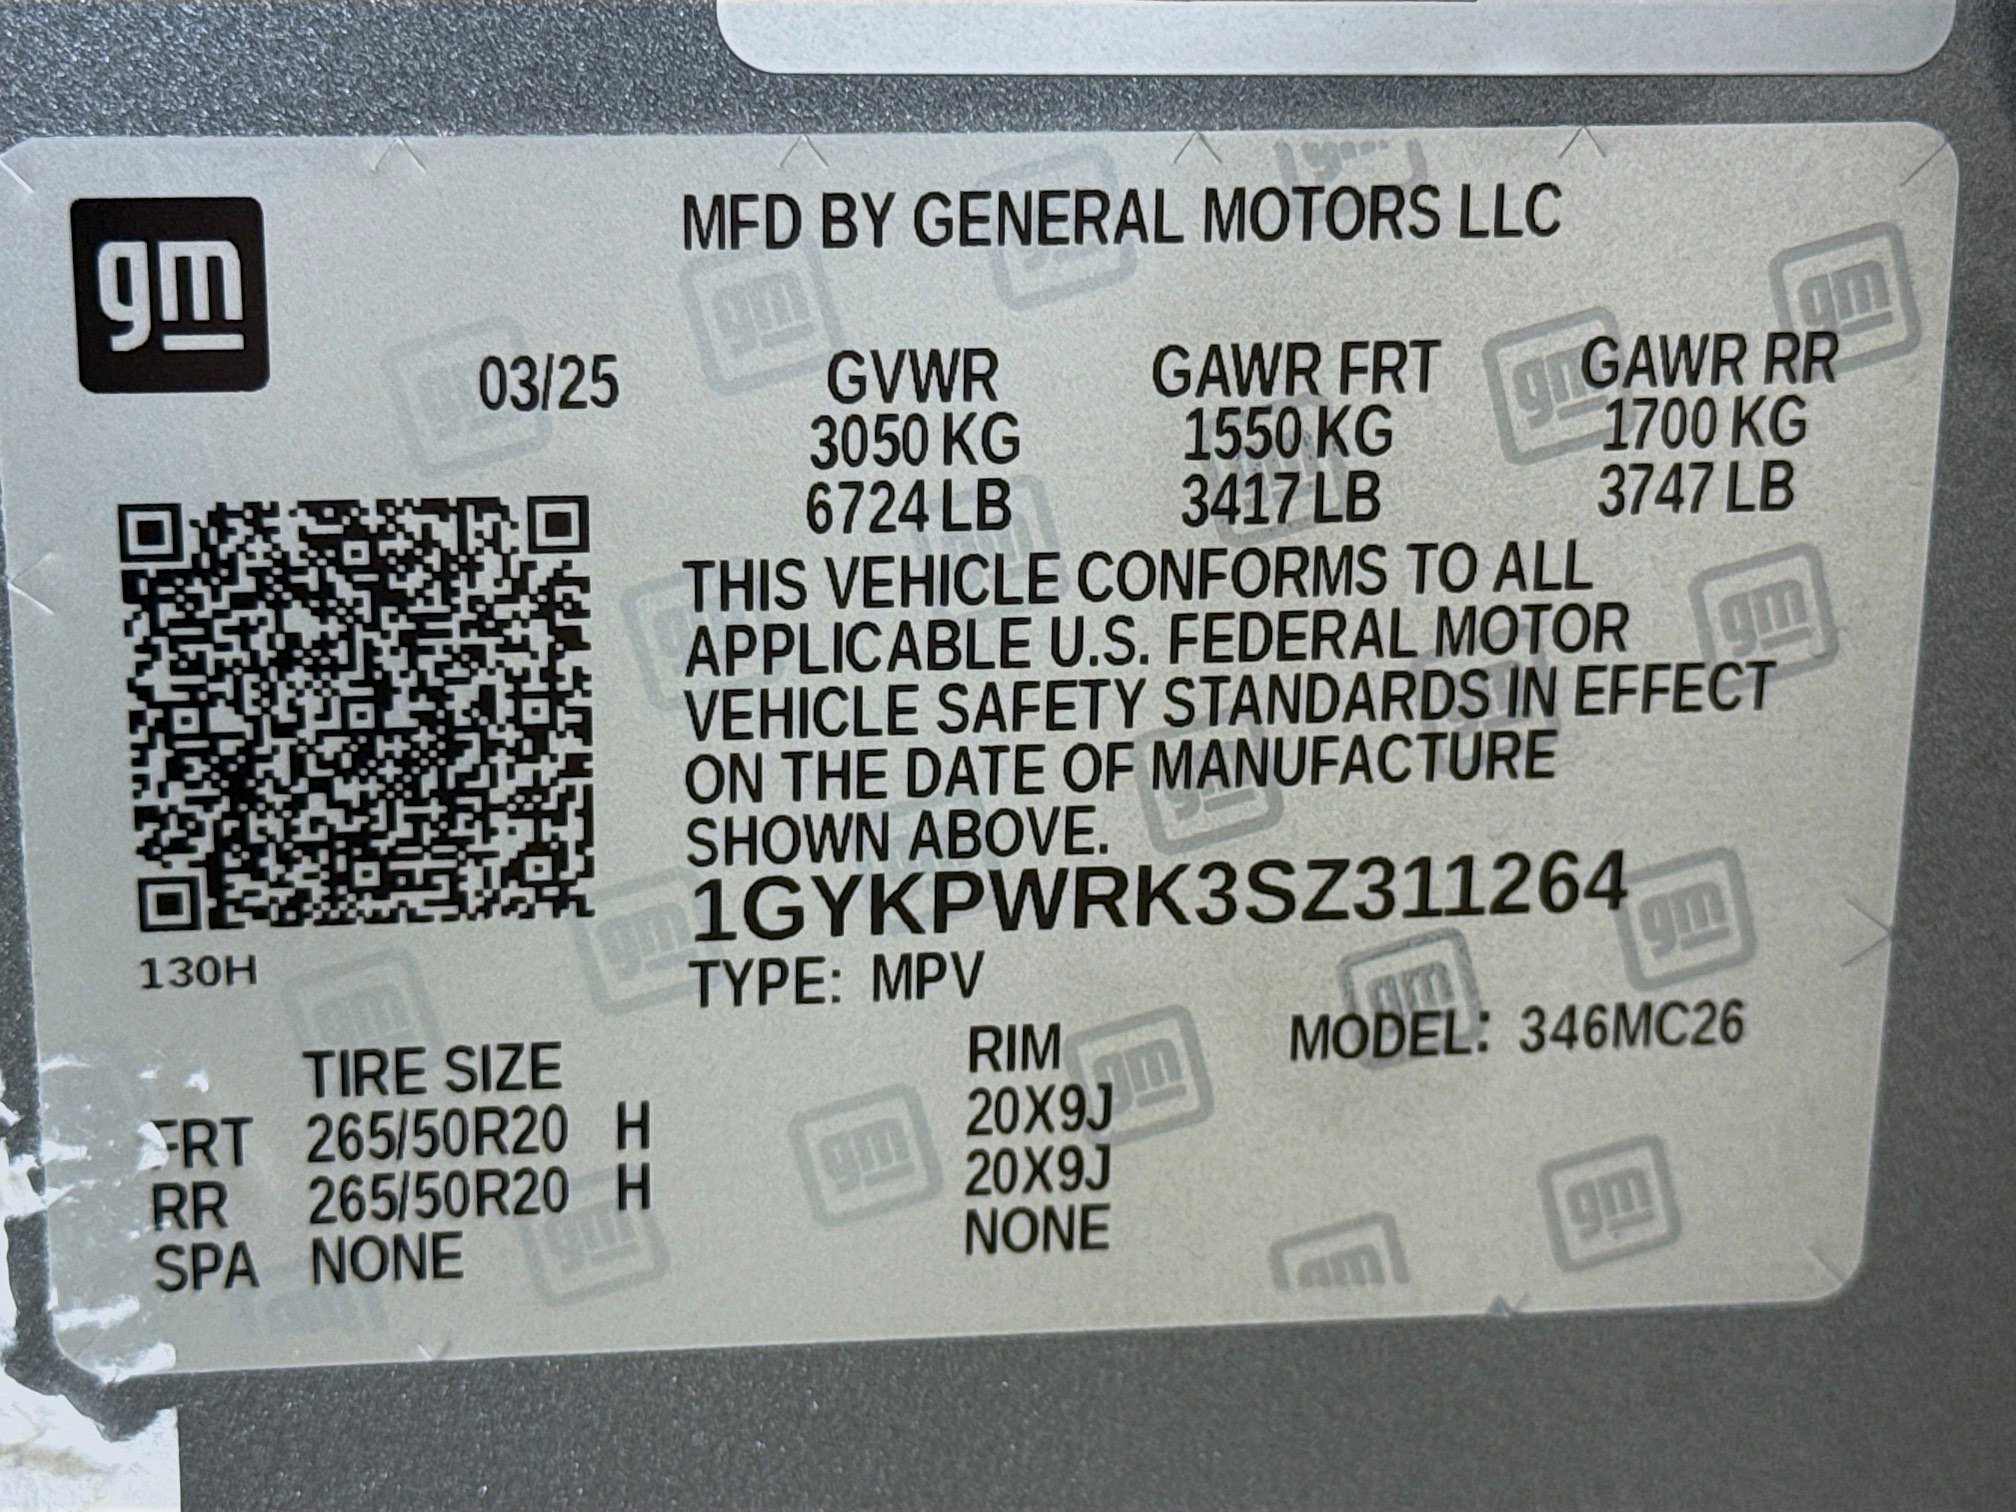 gm
MFD BY GENERAL MOTORS LLC
03/25
GVWR GAWR FRT GAWR RR
3050 KG 1550 KG 1700 KG
6724 LB 3417 LB 3747 LB
THIS VEHICLE CONFORMS TO ALL
APPLICABLE U.S. FEDERAL MOTOR
VEHICLE SAFETY STANDARDS IN EFFECT
ON THE DATE OF MANUFACTURE
SHOWN ABOVE.
1GYKPWRK3SZ311264
130H
TYPE: MPV
MODEL: 346MC26
TIRE SIZE RIM
FRT 265/50R20 H 20X9J
RR 265/50R20 H 20X9J
SPA NONE NONE